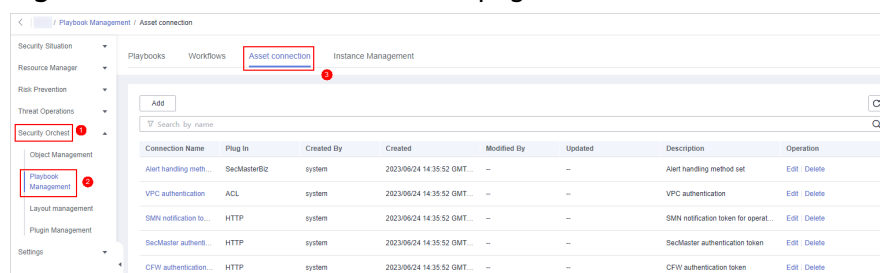 / Playbook Management / Asset connection
Security Situation
Resource Manager
Risk Prevention
Threat Operations
Security Orchest 1
Object Management
Playbook
Management 2
Layout management
Plugin Management
Settings
Playbooks Workflows Asset connection Instance Management
3
Add
Search by name
Connection Name Plug In Created By Created Modified By Updated Description Operation
Alert handling meth... SecMasterBiz system 2023/06/24 14:35:52 GMT... -- -- Alert handling method set Edit Delete
VPC authentication ACL system 2023/06/24 14:35:52 GMT... -- -- VPC authentication Edit Delete
SMN notification to... HTTP system 2023/06/24 14:35:52 GMT... -- -- SMN notification token for operat... Edit Delete
SecMaster authenti... HTTP system 2023/06/24 14:35:52 GMT... -- -- SecMaster authentication token Edit Delete
CFW authentication... HTTP system 2023/06/24 14:35:52 GMT... -- -- CFW authentication token Edit Delete